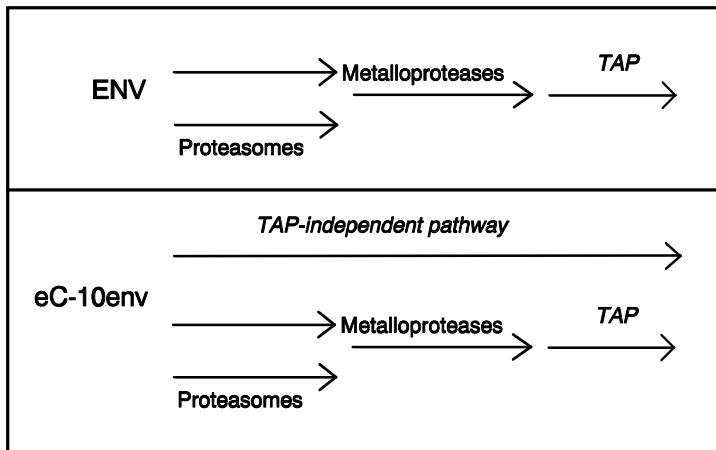 ENV
Metalloproteases
TAP
Proteasomes
TAP-independent pathway
eC-10env
Metalloproteases
TAP
Proteasomes